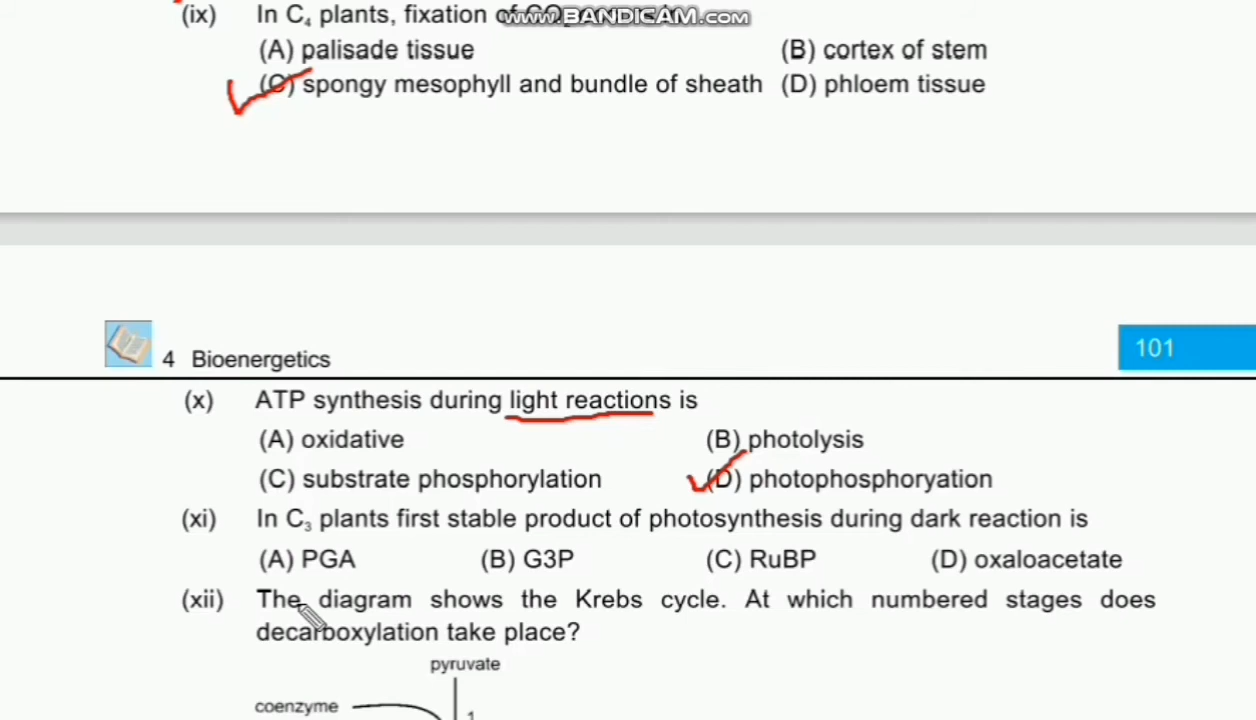 (ix) In C₄ plants, fixation of
www.BANDICAM.com
(A) palisade tissue (B) cortex of stem
(C) spongy mesophyll and bundle of sheath (D) phloem tissue
4 Bioenergetics 101
(x) ATP synthesis during light reactions is
(A) oxidative (B) photolysis
(C) substrate phosphorylation (D) photophosphoryation
(xi) In C₃ plants first stable product of photosynthesis during dark reaction is
(A) PGA (B) G3P (C) RuBP (D) oxaloacetate
(xii) The diagram shows the Krebs cycle. At which numbered stages does
decarboxylation take place?
pyruvate
coenzyme
1